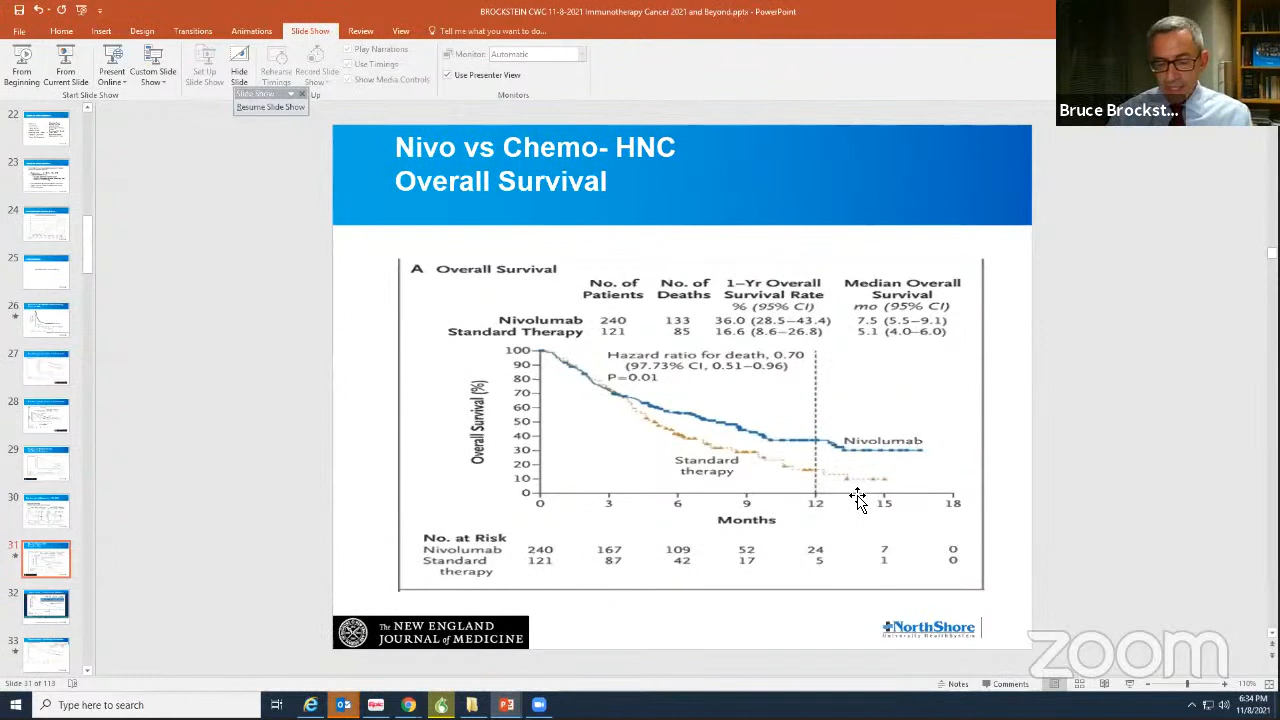 BROCKSTEIN CWC 11-8-2021 Immunotherapy Cancer 2021 and Beyond.pptx - PowerPoint
File Home Insert Design Transitions Animations Slide Show Review View Tell me what you want to do...
From Beginning
From Current Slide
Present Online
Custom Slide Show
Start Slide Show
Set Up Slide Show
Hide Slide
Rehearse Timings
Record Slide Show
Play Narrations
Use Timings
Show Media Controls
Set Up
Monitor: Automatic
Use Presenter View
Monitors
Slide Show
Resume Slide Show
Bruce Brockst...
24
26
27
28
30
Nivo vs Chemo- HNC
Overall Survival
A Overall Survival
No. of Patients No. of Deaths 1–Yr Overall Survival Rate Median Overall Survival
% (95% CI) mo (95% CI)
Nivolumab 240 133 36.0 (28.5–43.4) 7.5 (5.5–9.1)
Standard Therapy 121 85 16.6 (8.6–26.8) 5.1 (4.0–6.0)
Hazard ratio for death, 0.70
(97.73% CI, 0.51–0.96)
P=0.01
Overall Survival (%)
100
90
80
70
60
50
40
30
20
10
0
Nivolumab
Standard
therapy
0 3 6 9 12 15 18
Months
No. at Risk
Nivolumab 240 167 109 52 24 7 0
Standard 121 87 42 17 5 1 0
therapy
The NEW ENGLAND
JOURNAL of MEDICINE
NorthShore
University HealthSystem
zoom
Slide 31 of 113
Notes Comments 110%
Type here to search
Epic
6:34 PM
11/8/2021